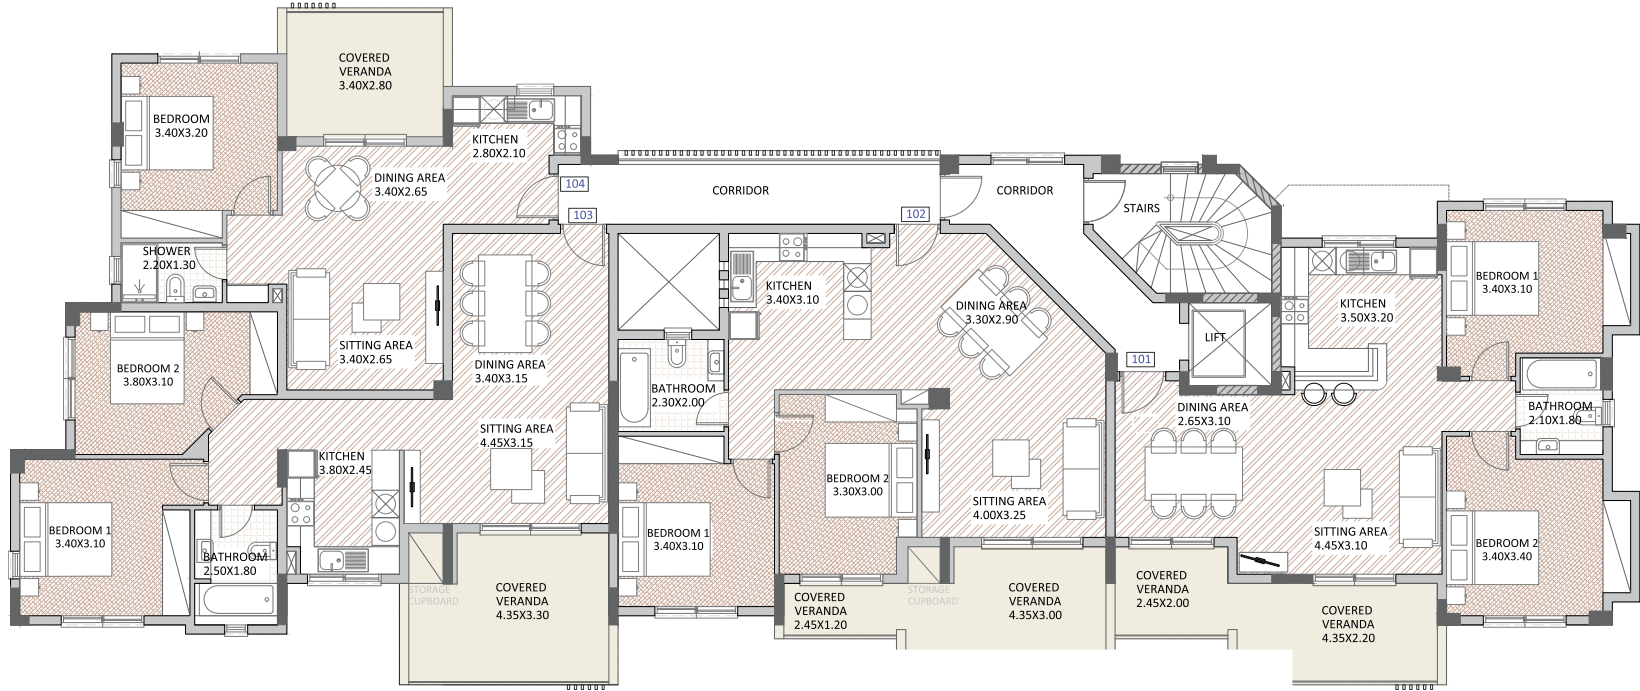 COVERED
VERANDA
3.40X2.80
BEDROOM
3.40X3.20
KITCHEN
2.80X2.10
DINING AREA
3.40X2.65
104
103
CORRIDOR
102
CORRIDOR
STAIRS
SHOWER
2.20X1.30
SITTING AREA
3.40X2.65
BEDROOM 2
3.80X3.10
DINING AREA
3.40X3.15
SITTING AREA
4.45X3.15
KITCHEN
3.80X2.45
BEDROOM 1
3.40X3.10
BATHROOM
2.50X1.80
STORAGE
CUPBOARD
COVERED
VERANDA
4.35X3.30
KITCHEN
3.40X3.10
DINING AREA
3.30X2.90
BATHROOM
2.30X2.00
BEDROOM 2
3.30X3.00
BEDROOM 1
3.40X3.10
SITTING AREA
4.00X3.25
COVERED
VERANDA
2.45X1.20
STORAGE
CUPBOARD
COVERED
VERANDA
4.35X3.00
101
LIFT
KITCHEN
3.50X3.20
BEDROOM 1
3.40X3.10
DINING AREA
2.65X3.10
BATHROOM
2.10X1.80
SITTING AREA
4.45X3.10
BEDROOM 2
3.40X3.40
COVERED
VERANDA
2.45X2.00
COVERED
VERANDA
4.35X2.20